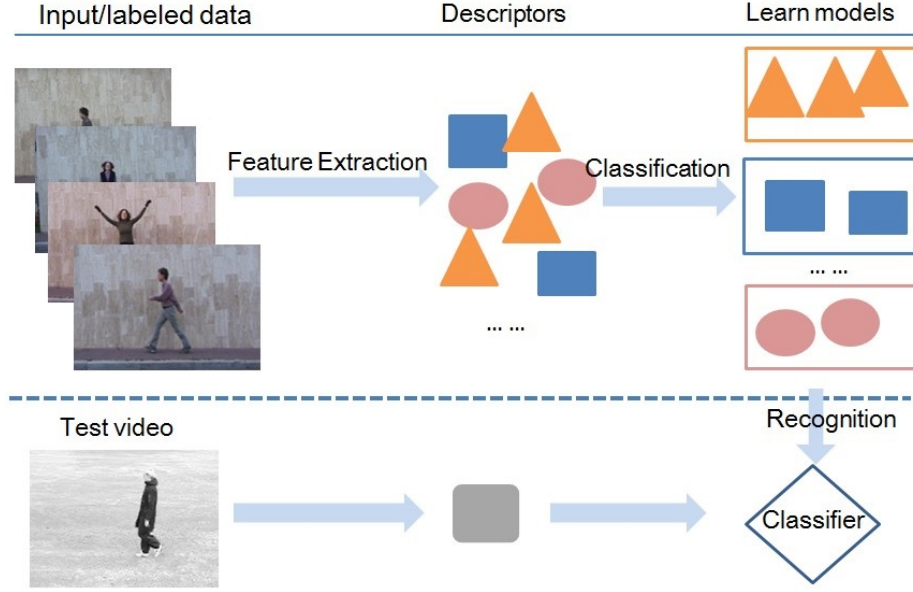 Input/labeled data
Descriptors
Learn models
Feature Extraction
Classification
... ...
... ...
Test video
Recognition
Classifier